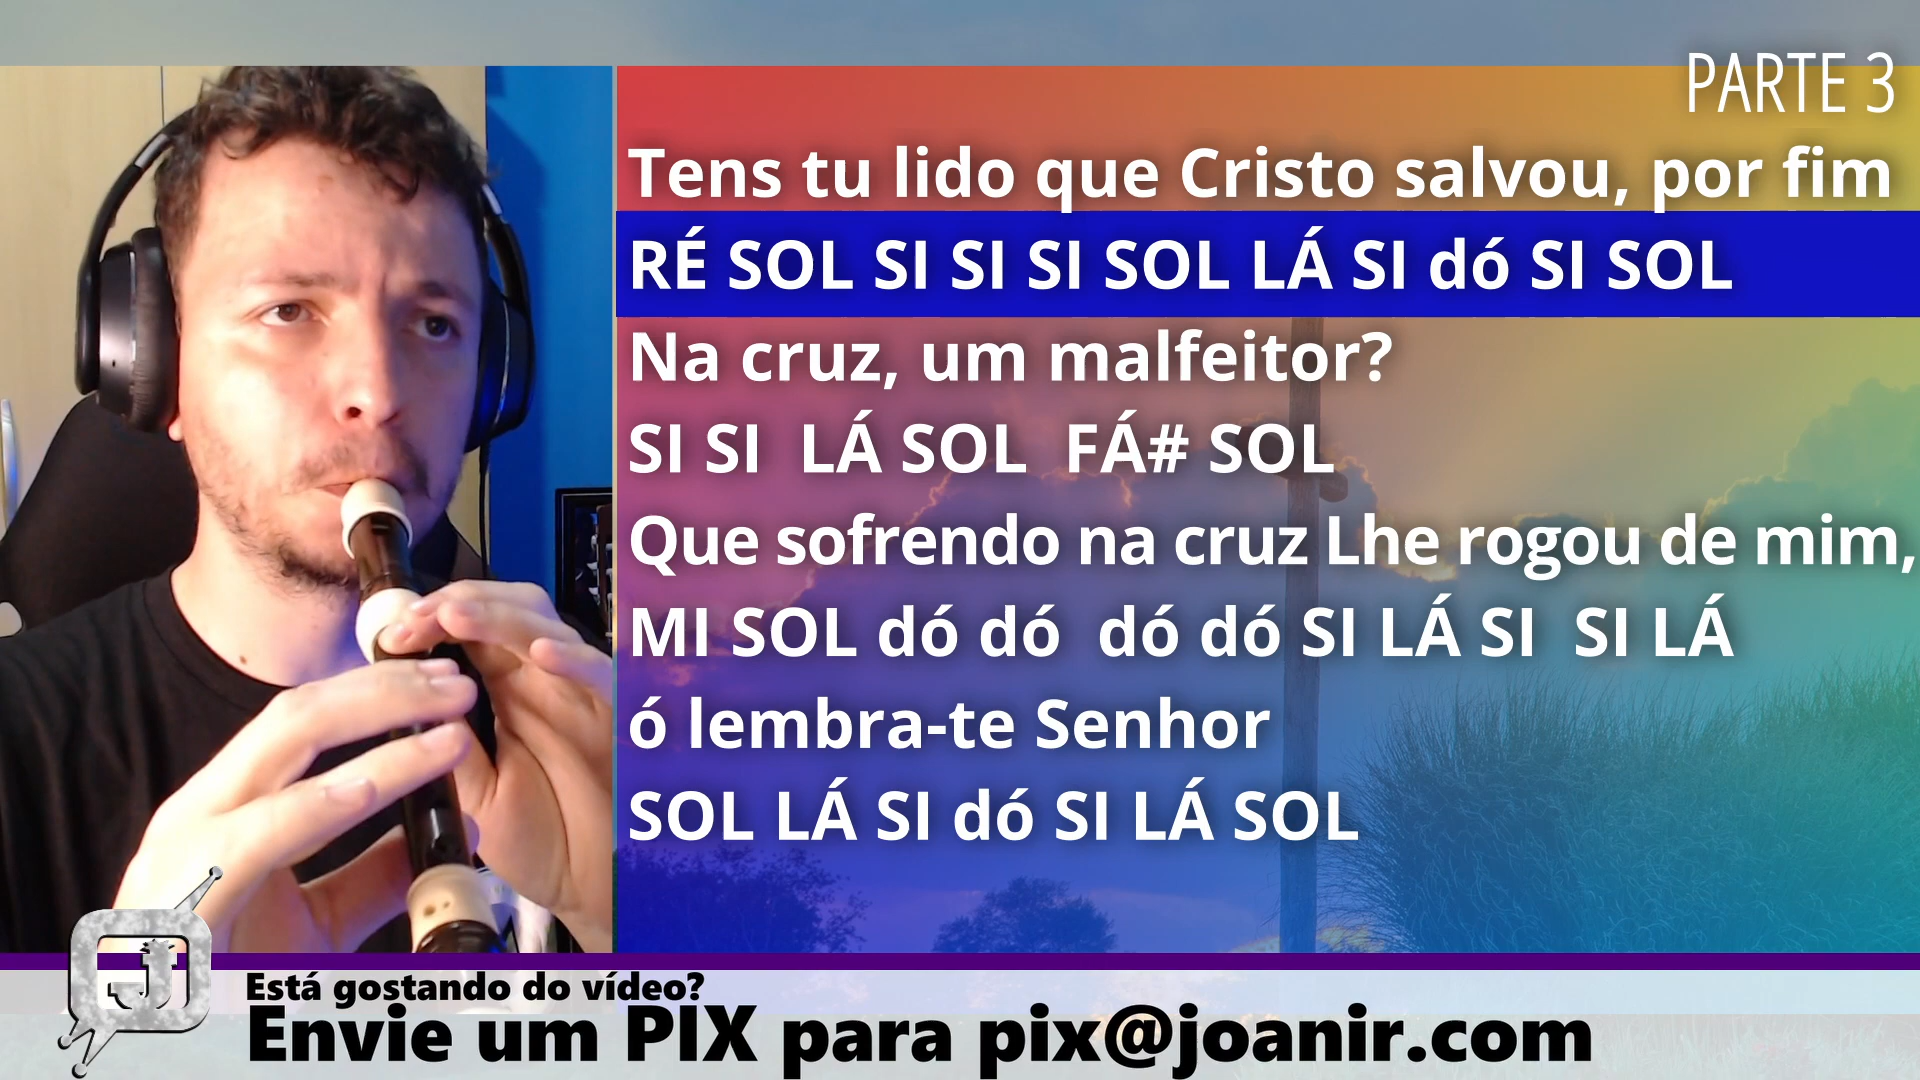 PARTE 3
Tens tu lido que Cristo salvou, por fim
RÉ SOL SI SI SI SOL LÁ SI dó SI SOL
Na cruz, um malfeitor?
SI SI LÁ SOL FÁ# SOL
Que sofrendo na cruz Lhe rogou de mim,
MI SOL dó dó dó dó SI LÁ SI SI LÁ
ó lembra-te Senhor
SOL LÁ SI dó SI LÁ SOL
Está gostando do vídeo?
Envie um PIX para pix@joanir.com